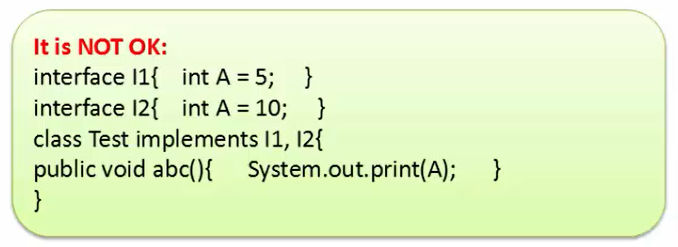 It is NOT OK:
interface I1{ int A = 5; }
interface I2{ int A = 10; }
class Test implements I1, I2{
public void abc(){ System.out.print(A); }
}